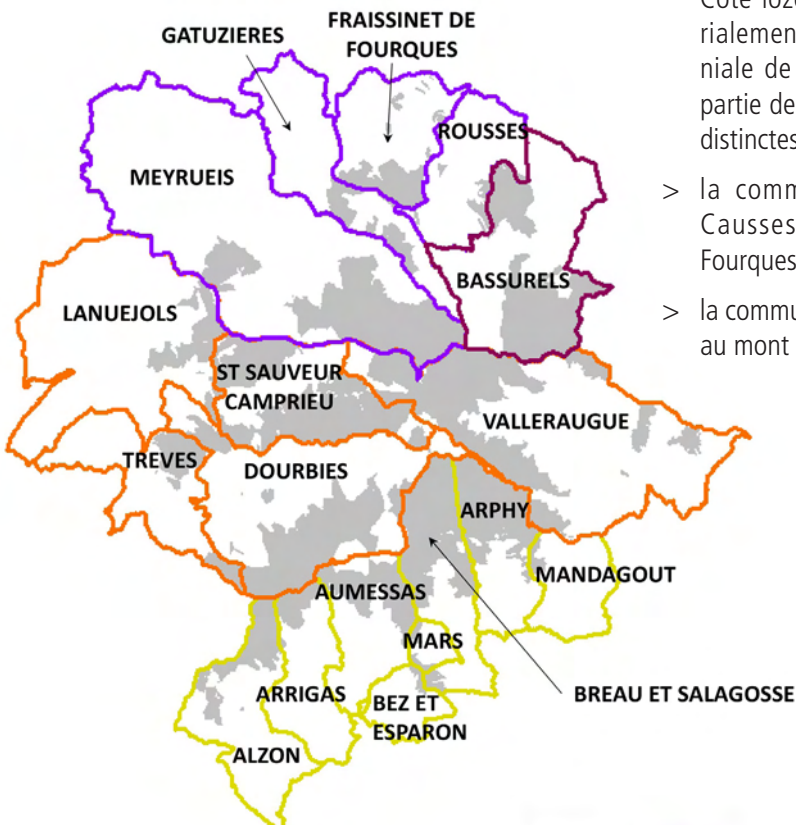 GATUZIERES
FRAISSINET DE
FOURQUES
ROUSSES
MEYRUEIS
BASSURELS
LANUEJOLS
ST SAUVEUR
CAMPRIEU
VALLERAUGUE
TREVES
DOURBIES
ARPHY
MANDAGOUT
AUMESSAS
MARS
BREAU ET SALAGOSSE
ARRIGAS
BEZ ET
ESPARON
ALZON
rialemen
niale de
partie de
distinctes
> la comm
Causses
Fourques
> la commu
au mont